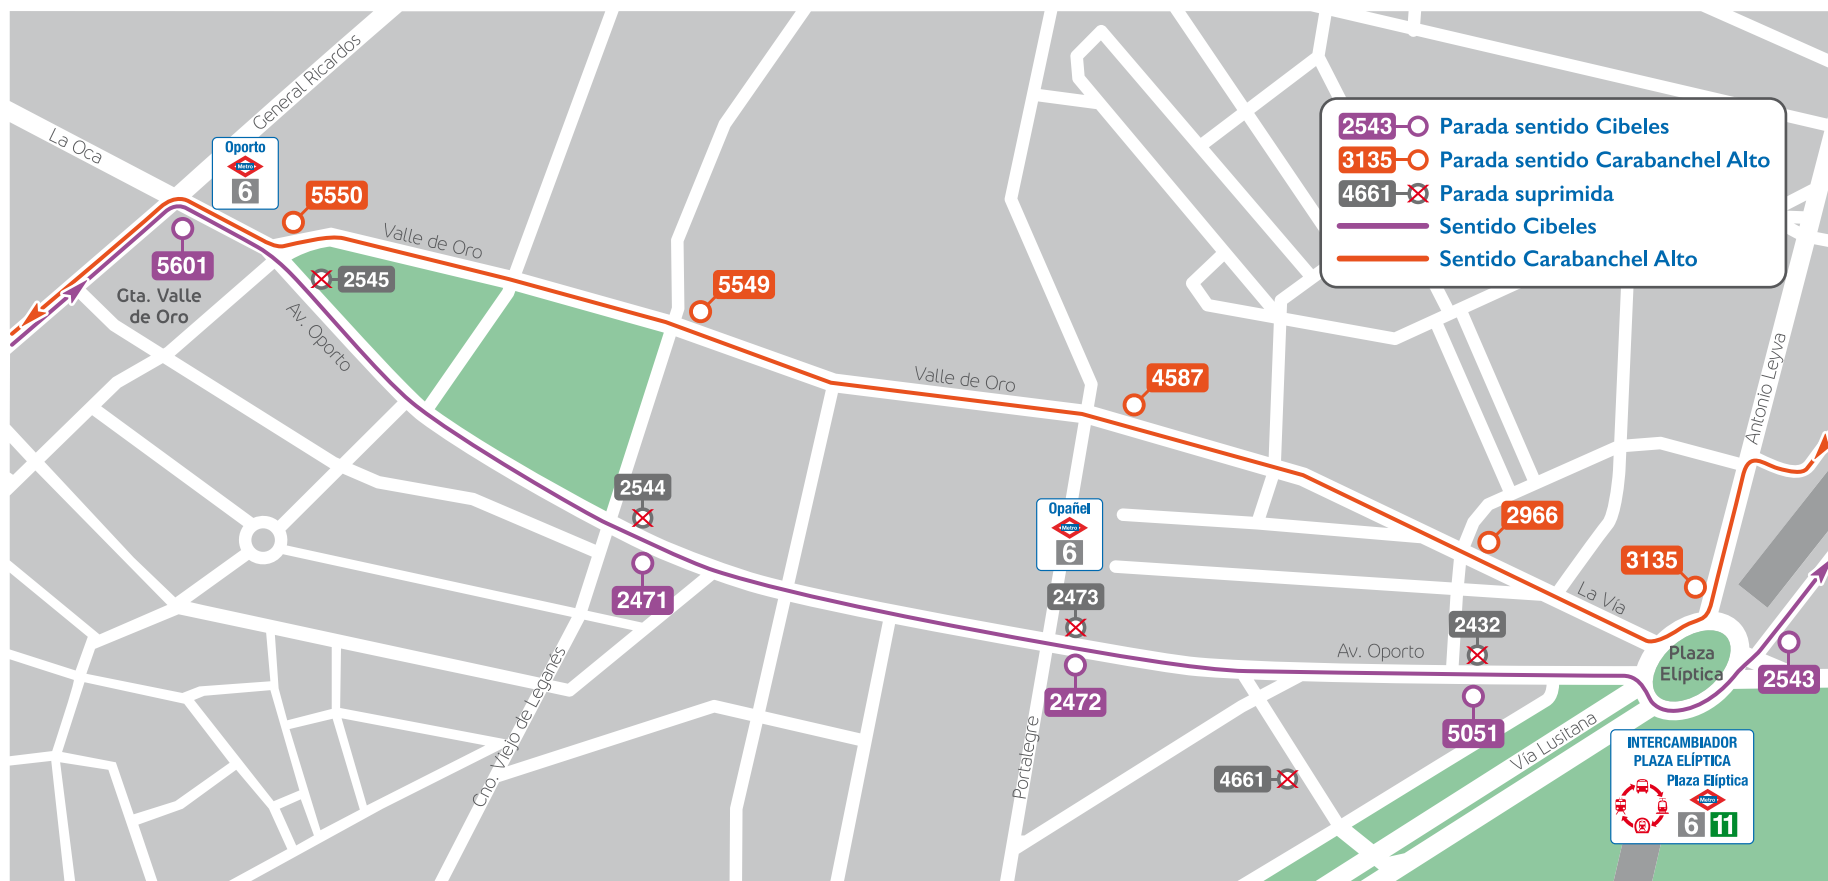 General Ricardos
La Oca
Oporto
Metro
6
5550
Valle de Oro
5601
Gta. Valle
de Oro
2545
Av. Oporto
5549
Valle de Oro
4587
2543 Parada sentido Cibeles
3135 Parada sentido Carabanchel Alto
4661 Parada suprimida
Sentido Cibeles
Sentido Carabanchel Alto
Antonio Leyva
2544
2471
Opañel
Metro
6
2966
3135
La Vía
2473
2472
2432
Av. Oporto
5051
Plaza
Elíptica
2543
Cno. Viejo de Leganés
Portalegre
4661
Vía Lusitana
INTERCAMBIADOR
PLAZA ELÍPTICA
Plaza Elíptica
Metro
6 11